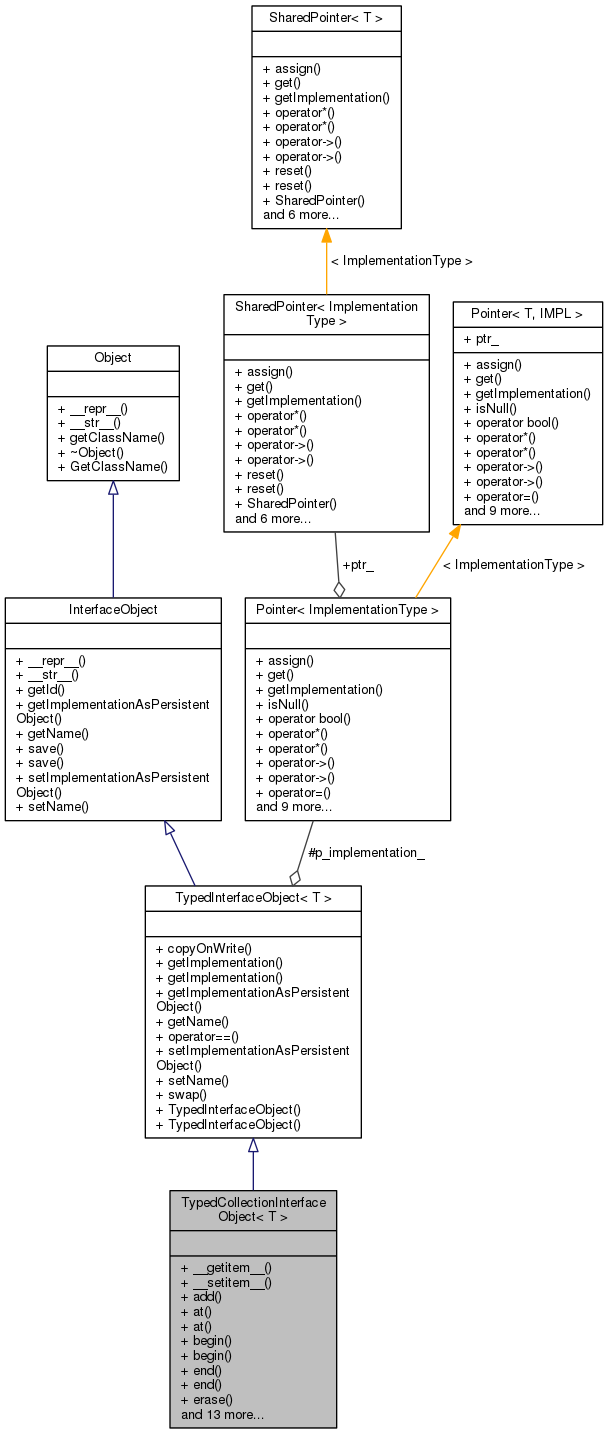 SharedPointer< T >
+ assign()
+ get()
+ getImplementation()
+ operator*()
+ operator*()
+ operator->()
+ operator->()
+ reset()
+ reset()
+ SharedPointer()
and 6 more...
< ImplementationType >
SharedPointer< Implementation
Type >
+ assign()
+ get()
+ getImplementation()
+ operator*()
+ operator*()
+ operator->()
+ operator->()
+ reset()
+ reset()
+ SharedPointer()
and 6 more...
Pointer< T, IMPL >
+ ptr_
+ assign()
+ get()
+ getImplementation()
+ isNull()
+ operator bool()
+ operator*()
+ operator*()
+ operator->()
+ operator->()
+ operator=()
and 9 more...
Object
+ __repr__()
+ __str__()
+ getClassName()
+ ~Object()
+ GetClassName()
+ptr_
< ImplementationType >
InterfaceObject
+ __repr__()
+ __str__()
+ getId()
+ getImplementationAsPersistent
Object()
+ getName()
+ save()
+ save()
+ setImplementationAsPersistent
Object()
+ setName()
Pointer< ImplementationType >
+ assign()
+ get()
+ getImplementation()
+ isNull()
+ operator bool()
+ operator*()
+ operator*()
+ operator->()
+ operator->()
+ operator=()
and 9 more...
#p_implementation_
TypedInterfaceObject< T >
+ copyOnWrite()
+ getImplementation()
+ getImplementation()
+ getImplementationAsPersistent
Object()
+ getName()
+ operator==()
+ setImplementationAsPersistent
Object()
+ setName()
+ swap()
+ TypedInterfaceObject()
+ TypedInterfaceObject()
TypedCollectionInterface
Object< T >
+ __getitem__()
+ __setitem__()
+ add()
+ at()
+ at()
+ begin()
+ begin()
+ end()
+ end()
+ erase()
and 13 more...